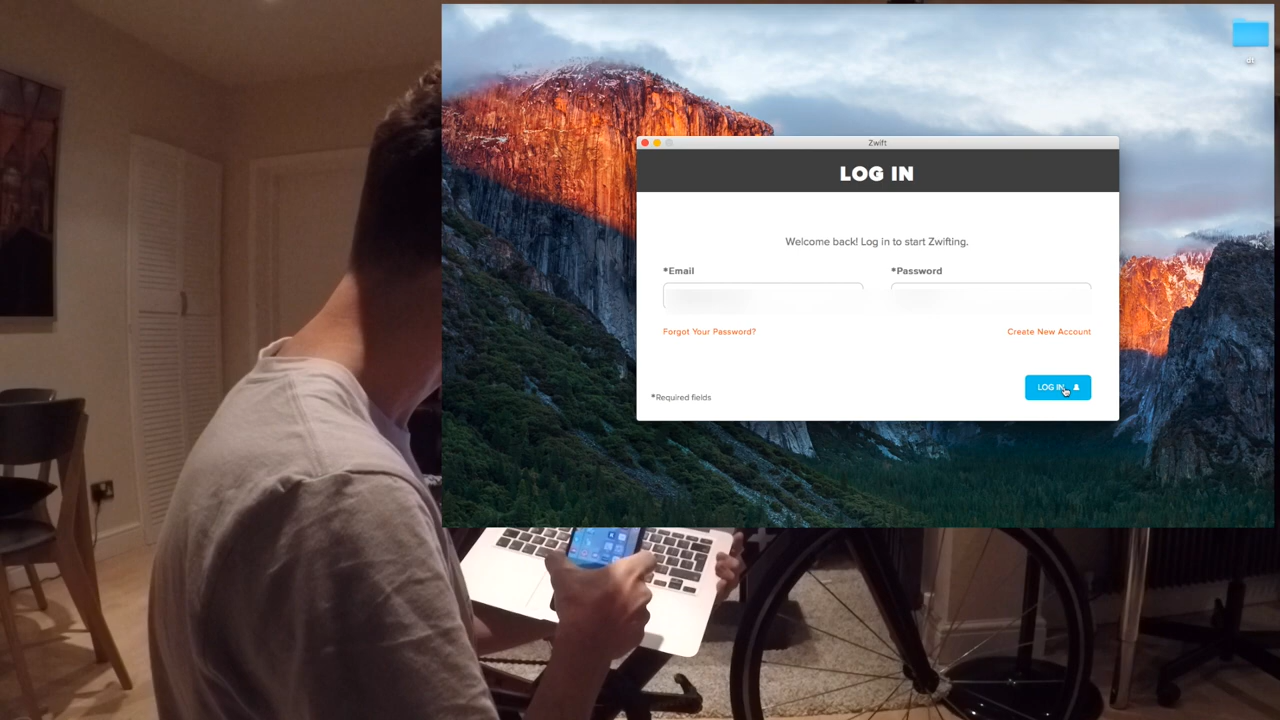 dt
Zwift
LOG IN
Welcome back! Log in to start Zwifting.
*Email
*Password
Forgot Your Password?
Create New Account
LOG IN
*Required fields